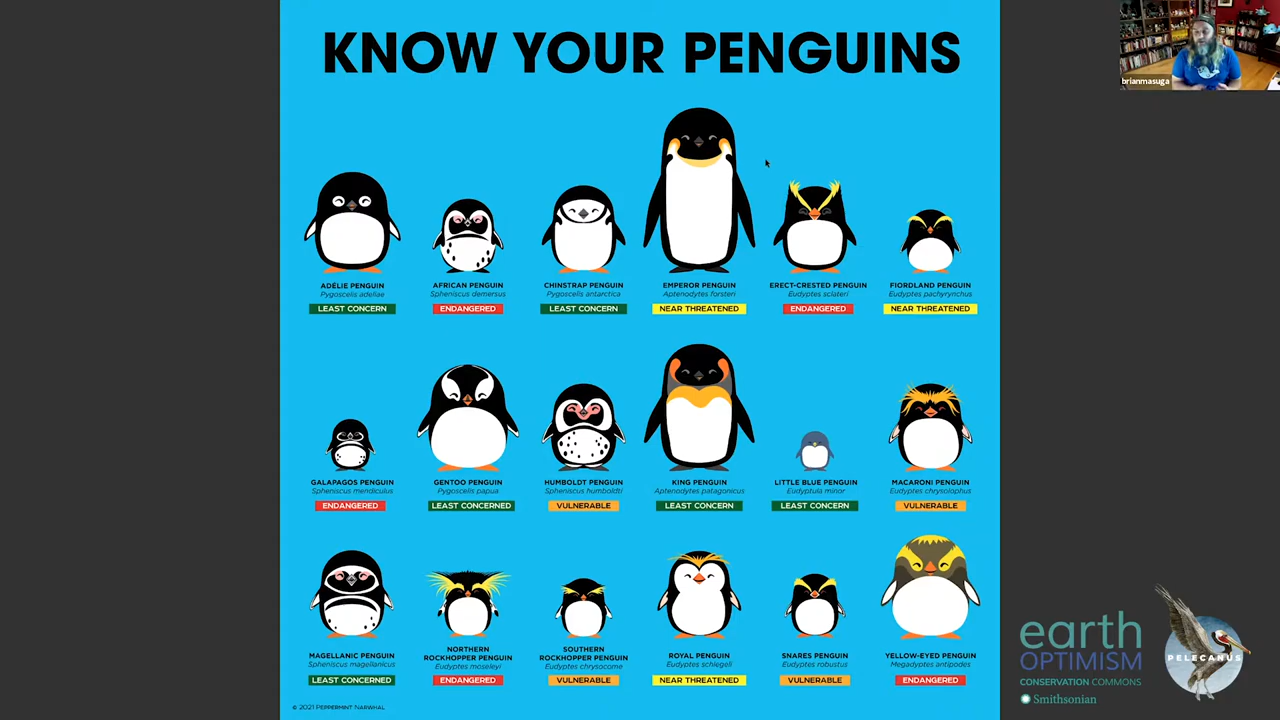 KNOW YOUR PENGUINS
brianmasuga
ADÉLIE PENGUIN
Pygoscelis adeliae
LEAST CONCERN
AFRICAN PENGUIN
Spheniscus demersus
ENDANGERED
CHINSTRAP PENGUIN
Pygoscelis antarctica
LEAST CONCERN
EMPEROR PENGUIN
Aptenodytes forsteri
NEAR THREATENED
ERECT-CRESTED PENGUIN
Eudyptes sclateri
ENDANGERED
FIORDLAND PENGUIN
Eudyptes pachyrynchus
NEAR THREATENED
GALAPAGOS PENGUIN
Spheniscus mendiculus
ENDANGERED
GENTOO PENGUIN
Pygoscelis papua
LEAST CONCERNED
HUMBOLDT PENGUIN
Spheniscus humboldti
VULNERABLE
KING PENGUIN
Aptenodytes patagonicus
LEAST CONCERN
LITTLE BLUE PENGUIN
Eudyptula minor
LEAST CONCERN
MACARONI PENGUIN
Eudyptes chrysolophus
VULNERABLE
MAGELLANIC PENGUIN
Spheniscus magellanicus
LEAST CONCERNED
NORTHERN
ROCKHOPPER PENGUIN
Eudyptes moseleyi
ENDANGERED
SOUTHERN
ROCKHOPPER PENGUIN
Eudyptes chrysocome
VULNERABLE
ROYAL PENGUIN
Eudyptes schlegeli
NEAR THREATENED
SNARES PENGUIN
Eudyptes robustus
VULNERABLE
YELLOW-EYED PENGUIN
Megadyptes antipodes
ENDANGERED
© 2021 PEPPERMINT NARWHAL
earth
OPTIMISM
CONSERVATION COMMONS
Smithsonian
PELECANUS